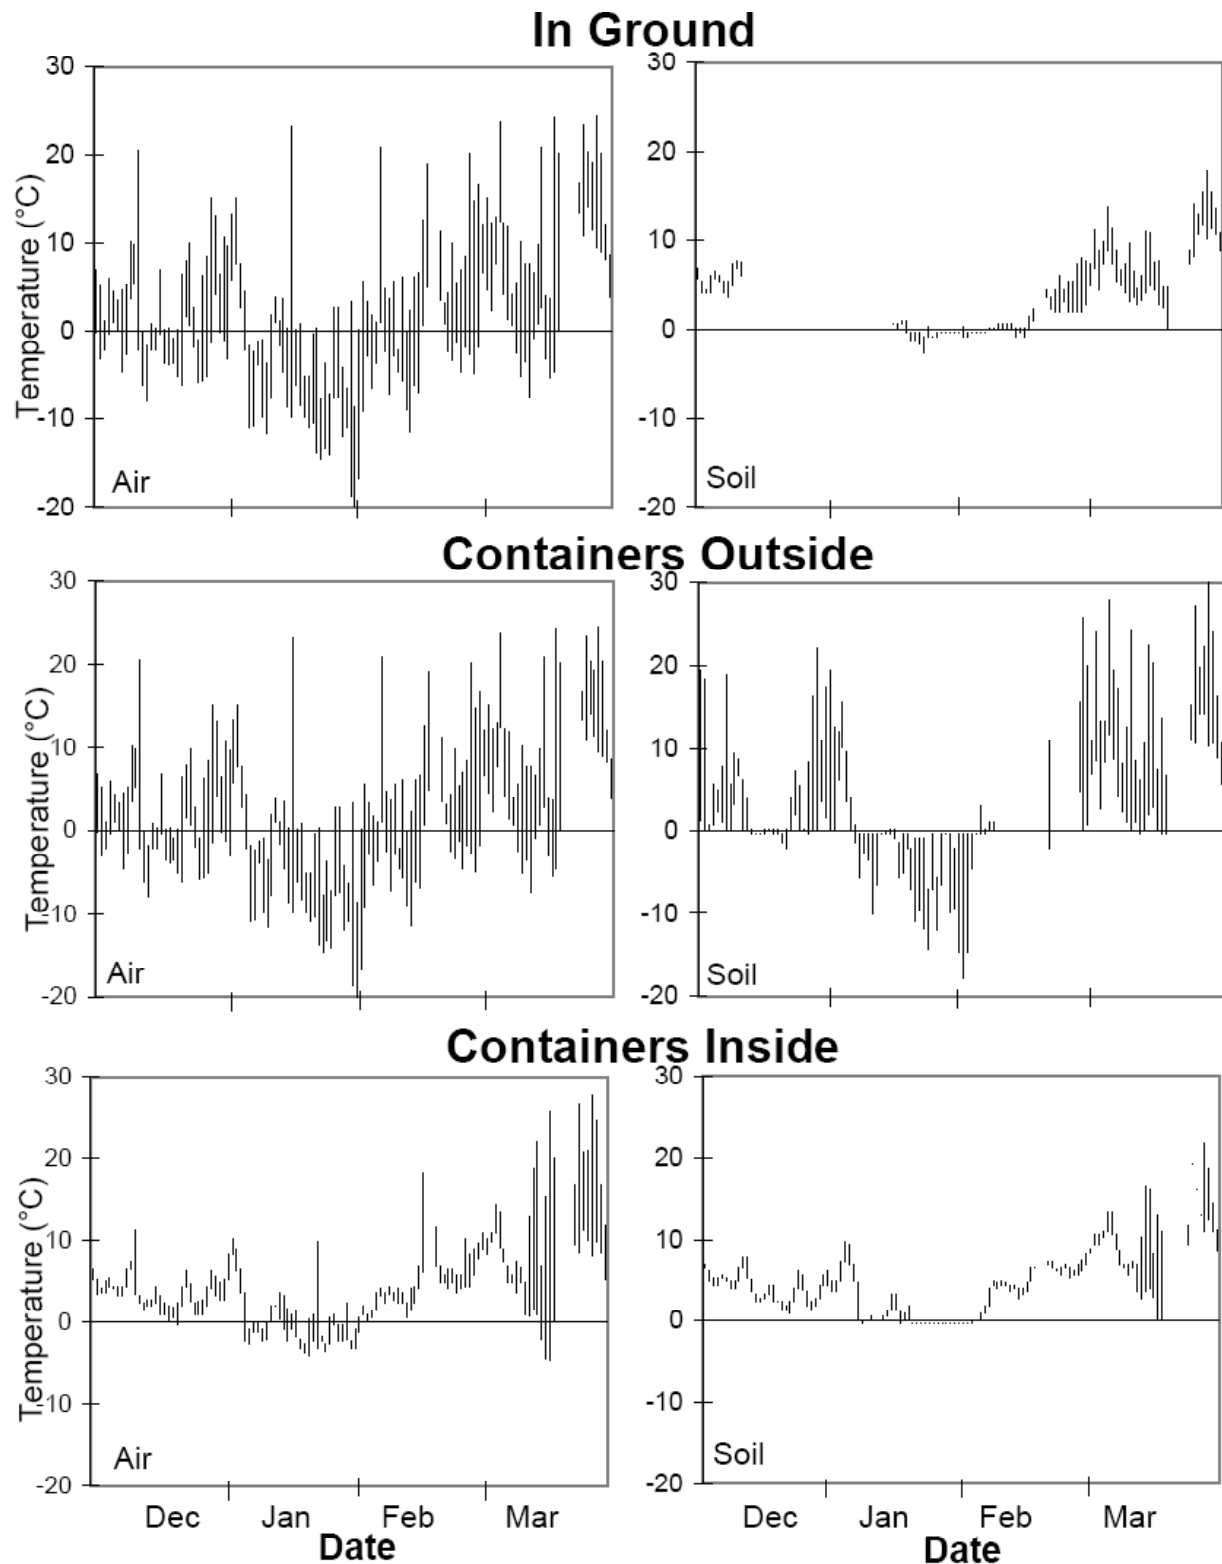 In Ground
30 30
20 20
10 10
0 0
-10 -10
-20 -20
Temperature (°C)
Air Soil
Containers Outside
30 30
20 20
10 10
0 0
-10 -10
-20 -20
Temperature (°C)
Air Soil
Containers Inside
30 30
20 20
10 10
0 0
-10 -10
-20 -20
Temperature (°C)
Air Soil
Dec Jan Feb Mar Dec Jan Feb Mar
Date Date